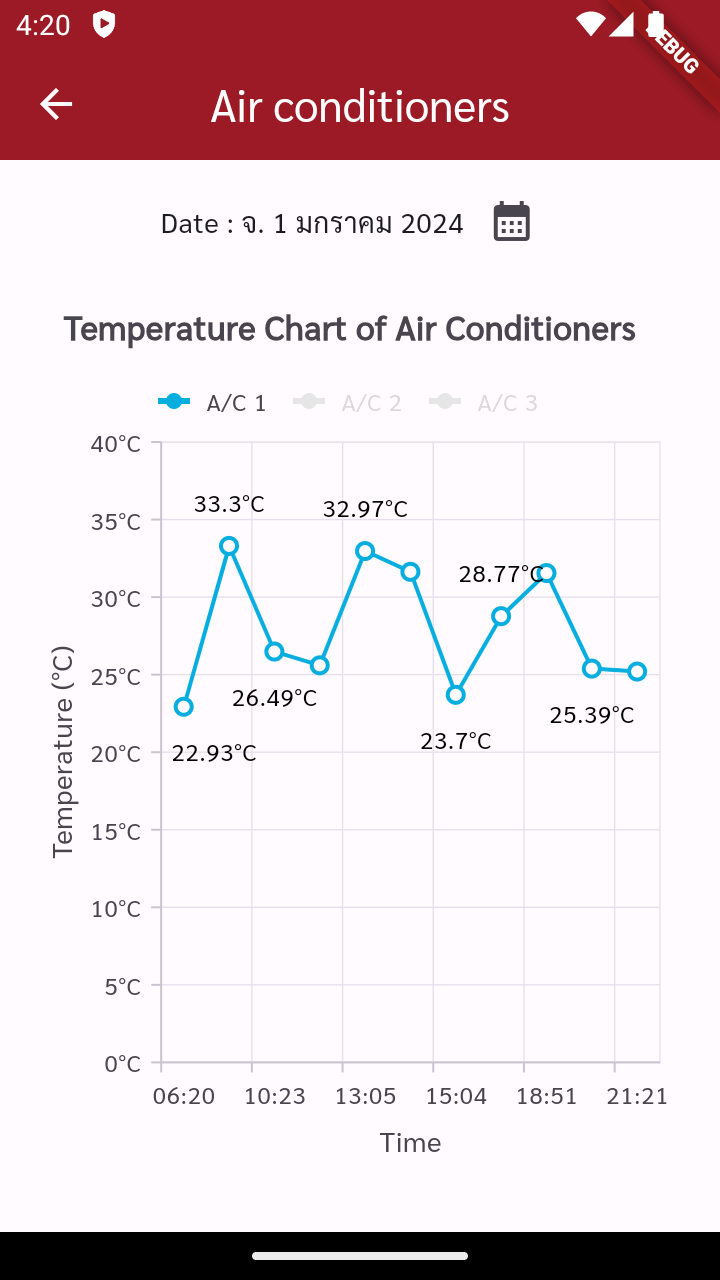 4:20
DEBUG
Air conditioners
Date : จ. 1 มกราคม 2024
Temperature Chart of Air Conditioners
A/C 1 A/C 2 A/C 3
40°C
35°C
30°C
25°C
20°C
15°C
10°C
5°C
0°C
Temperature (°C)
33.3°C
32.97°C
28.77°C
26.49°C
25.39°C
23.7°C
22.93°C
06:20 10:23 13:05 15:04 18:51 21:21
Time